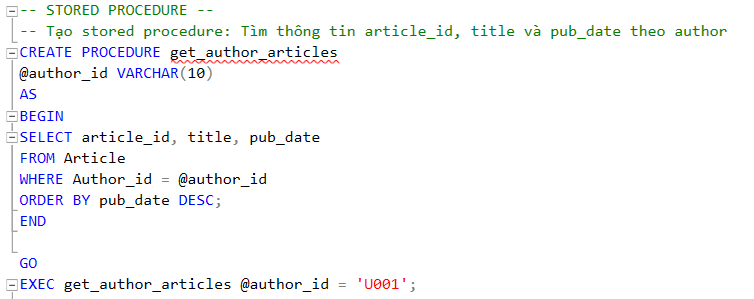 -- STORED PROCEDURE --
-- Tạo stored procedure: Tìm thông tin article_id, title và pub_date theo author
CREATE PROCEDURE get_author_articles
@author_id VARCHAR(10)
AS
BEGIN
SELECT article_id, title, pub_date
FROM Article
WHERE Author_id = @author_id
ORDER BY pub_date DESC;
END
GO
EXEC get_author_articles @author_id = 'U001';